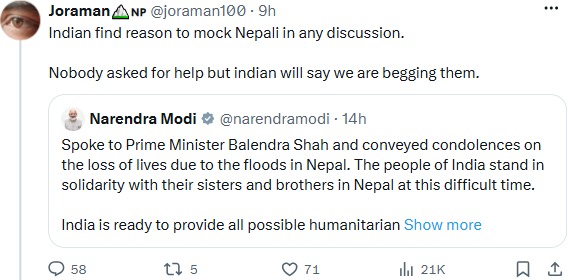 Joraman🏔️NP @joraman100 · 9h
Indian find reason to mock Nepali in any discussion.
Nobody asked for help but indian will say we are begging them.
Narendra Modi @narendramodi · 14h
Spoke to Prime Minister Balendra Shah and conveyed condolences on
the loss of lives due to the floods in Nepal. The people of India stand in
solidarity with their sisters and brothers in Nepal at this difficult time.
India is ready to provide all possible humanitarian Show more
58 5 71 21K